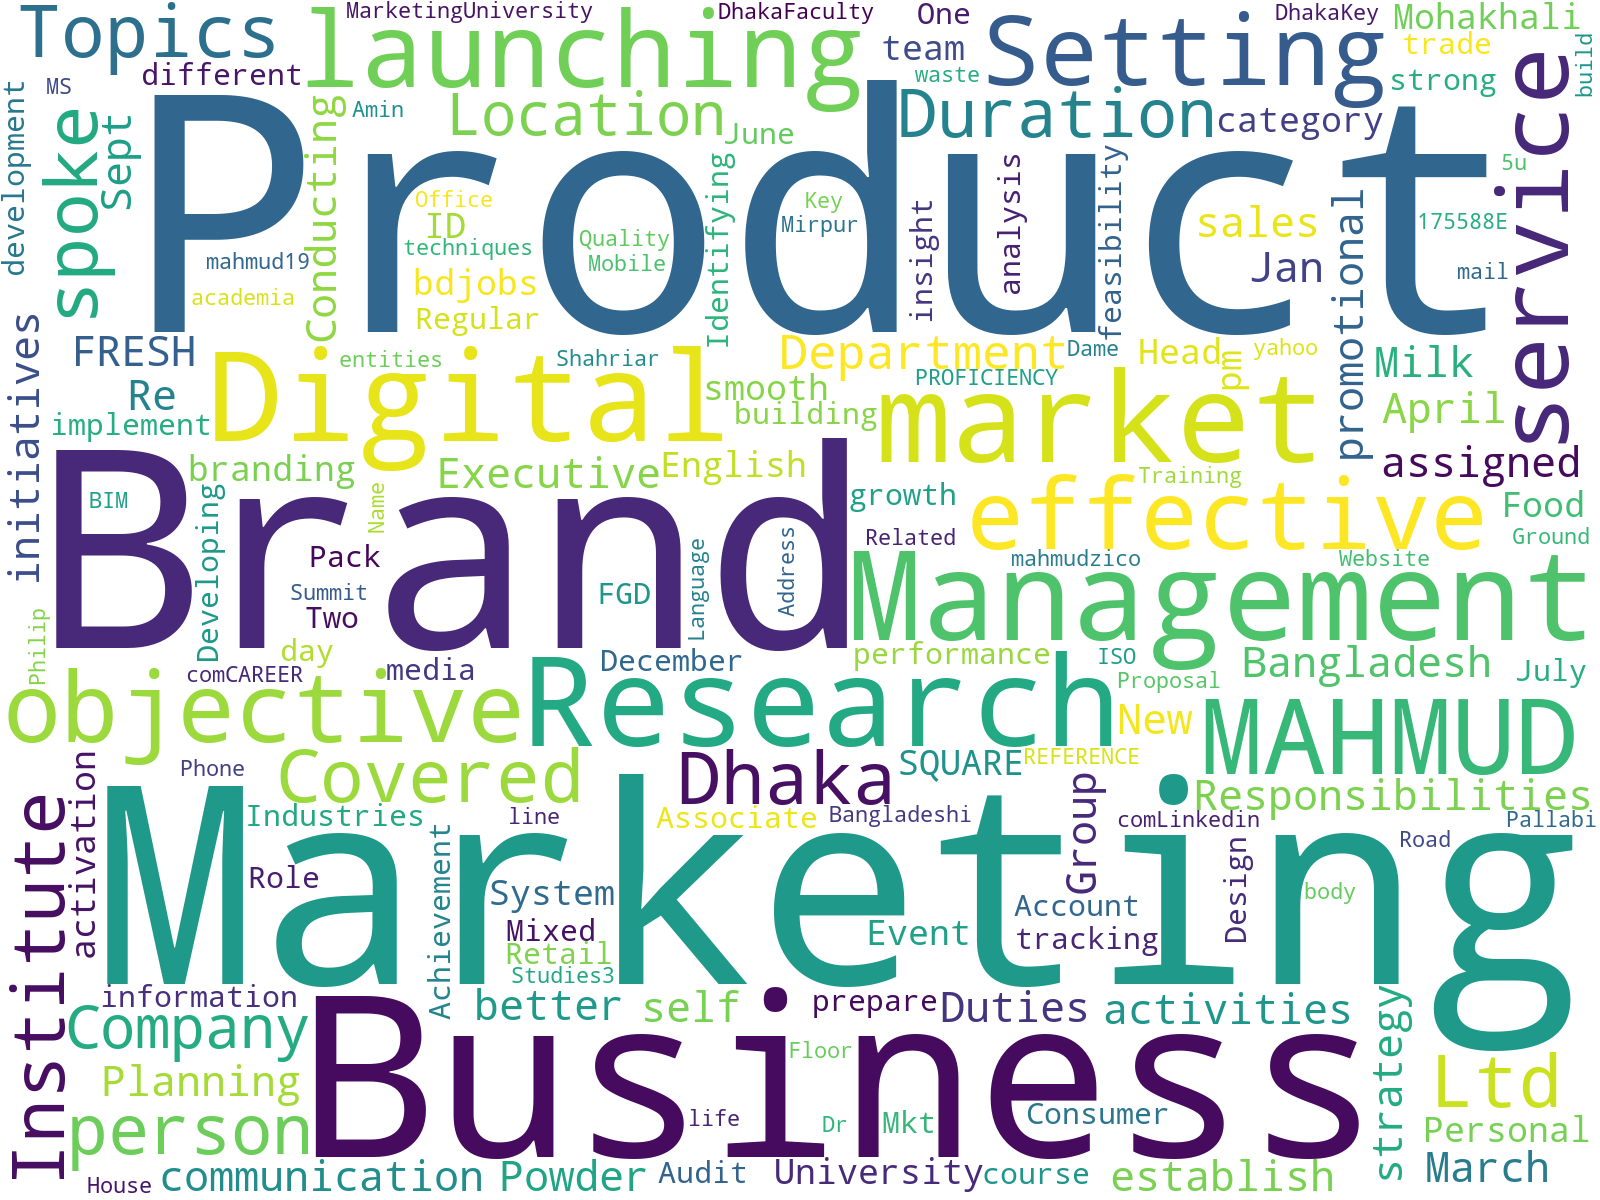 MarketingUniversity
DhakaFaculty
One
DhakaKey
Mohakhali
Topics
launching
team
Setting
trade
build
different
waste
strong
MS
Location
Duration
category
Amin
June
development
spoke
Sept
Conducting
Product
service
Identifying
insight
analysis
feasibility
promotional
5u
Office
ID
techniques
Quality
Mobile
Key
Mirpur
sales
175588E
mahmud19
academia
bdjobs
Regular
Jan
mail
initiatives
FRESH
Re
implement
Digital
entities
Shahriar
smooth
building
Department
Dame
PROFICIENCY
Head
pm
yahoo
Milk
April
market
branding
Executive
English
Training
assigned
BIM
Developing
Name
Brand
growth
effective
Food
Related
Ground
Pack
Summit
Two
FGD
Language
Address
mahmudzico
Website
Management
Philip
day
comCAREER
media
December
performance
ISO
Proposal
Bangladesh
July
objective
Research
New
MAHMUD
Covered
Phone
Dhaka
SQUARE
REFERENCE
Responsibilities
Institute
activation
Industries
line
Associate
Bangladeshi
Group
comLinkedin
Pallabi
Marketing
Road
Role
Achievement
System
Mixed
Retail
Studies3
Event
Account
tracking
Design
body
information
better
self
prepare
Duties
activities
strategy
Company
Planning
Business
Floor
Ltd
person
life
Dr
Mkt
Consumer
Personal
House
communication
Powder
Audit
University
course
establish
March